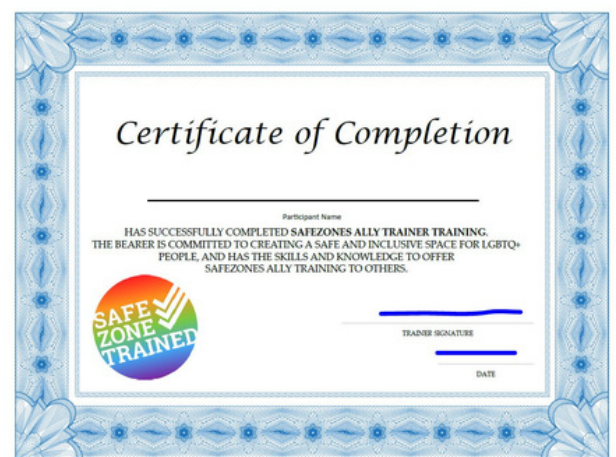 Certificate of Completion
Participant Name
HAS SUCCESSFULLY COMPLETED SAFEZONES ALLY TRAINER TRAINING.
THE BEARER IS COMMITTED TO CREATING A SAFE AND INCLUSIVE SPACE FOR LGBTQ+
PEOPLE, AND HAS THE SKILLS AND KNOWLEDGE TO OFFER
SAFEZONES ALLY TRAINING TO OTHERS.
SAFE
ZONE
TRAINED
TRAINER SIGNATURE
DATE